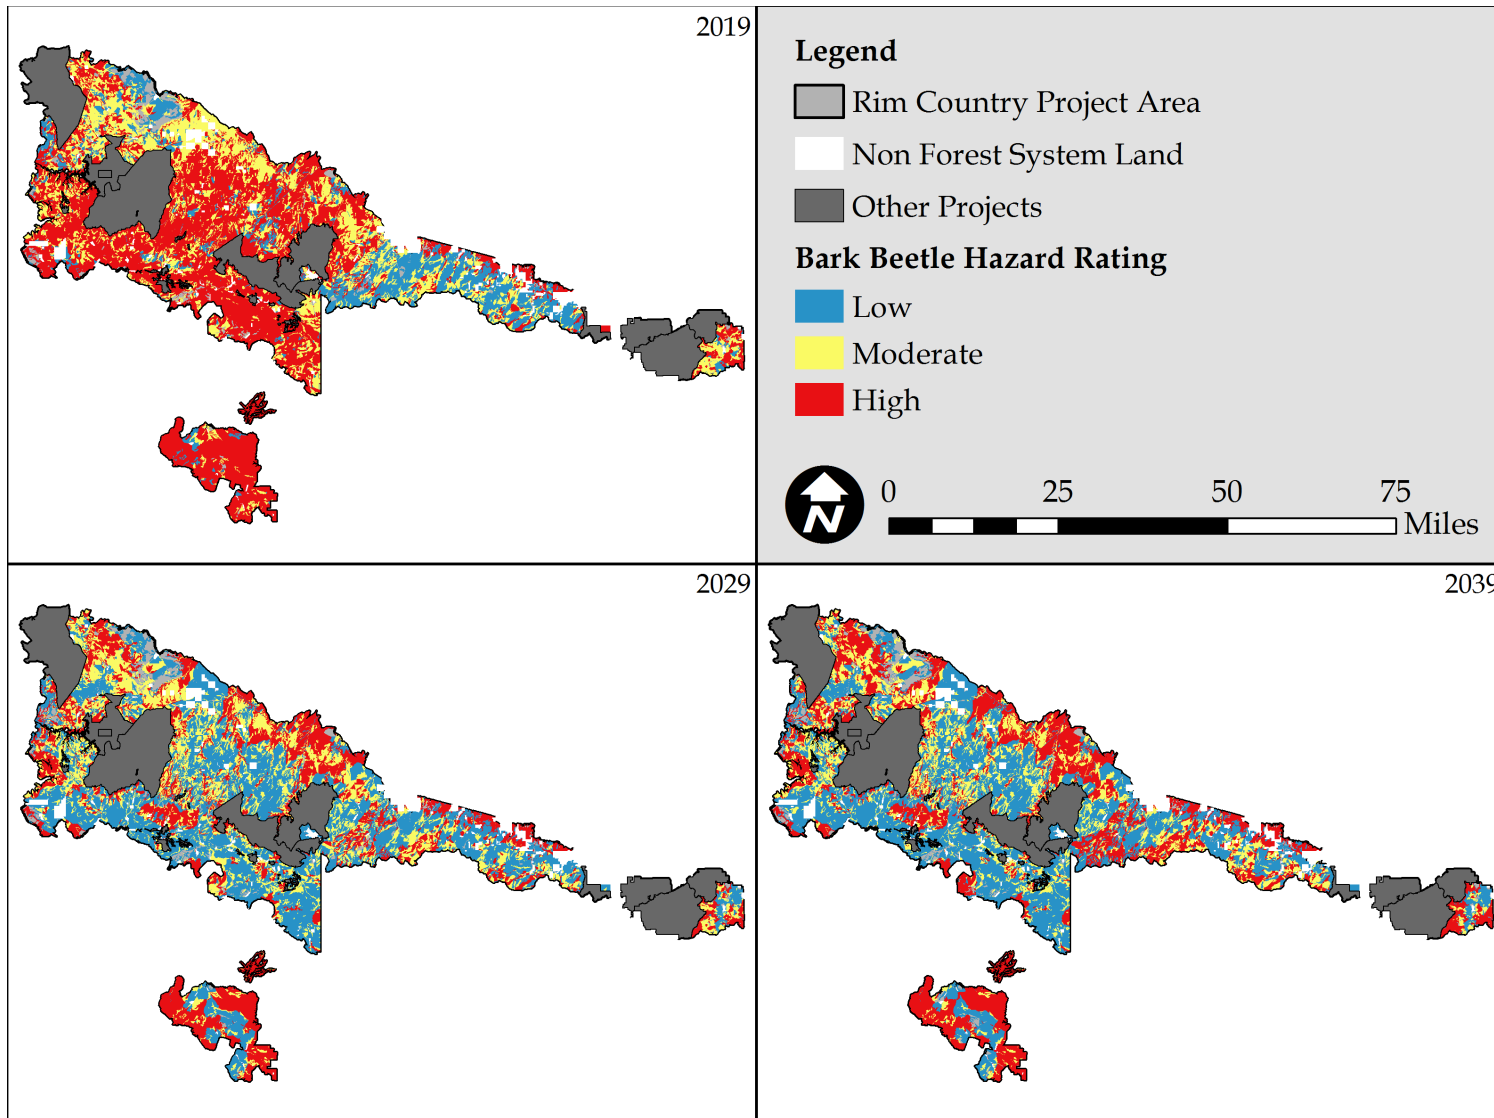 2019
Legend
Rim Country Project Area
Non Forest System Land
Other Projects
Bark Beetle Hazard Rating
Low
Moderate
High
N
0 25 50 75
Miles
2029
2039